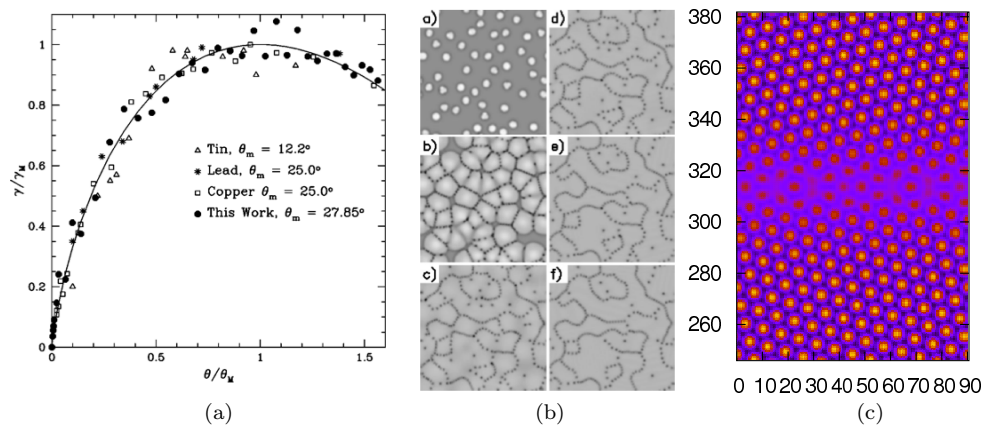 1
0.8
0.6
0.4
0.2
0
γ/γM
0 0.5 1 1.5
θ/θM
Tin, θm = 12.2°
Lead, θm = 25.0°
Copper θm = 25.0°
This Work, θm = 27.85°
(a)
a) d)
b) e)
c) f)
(b)
380
360
340
320
300
280
260
0 10 20 30 40 50 60 70 80 90
(c)